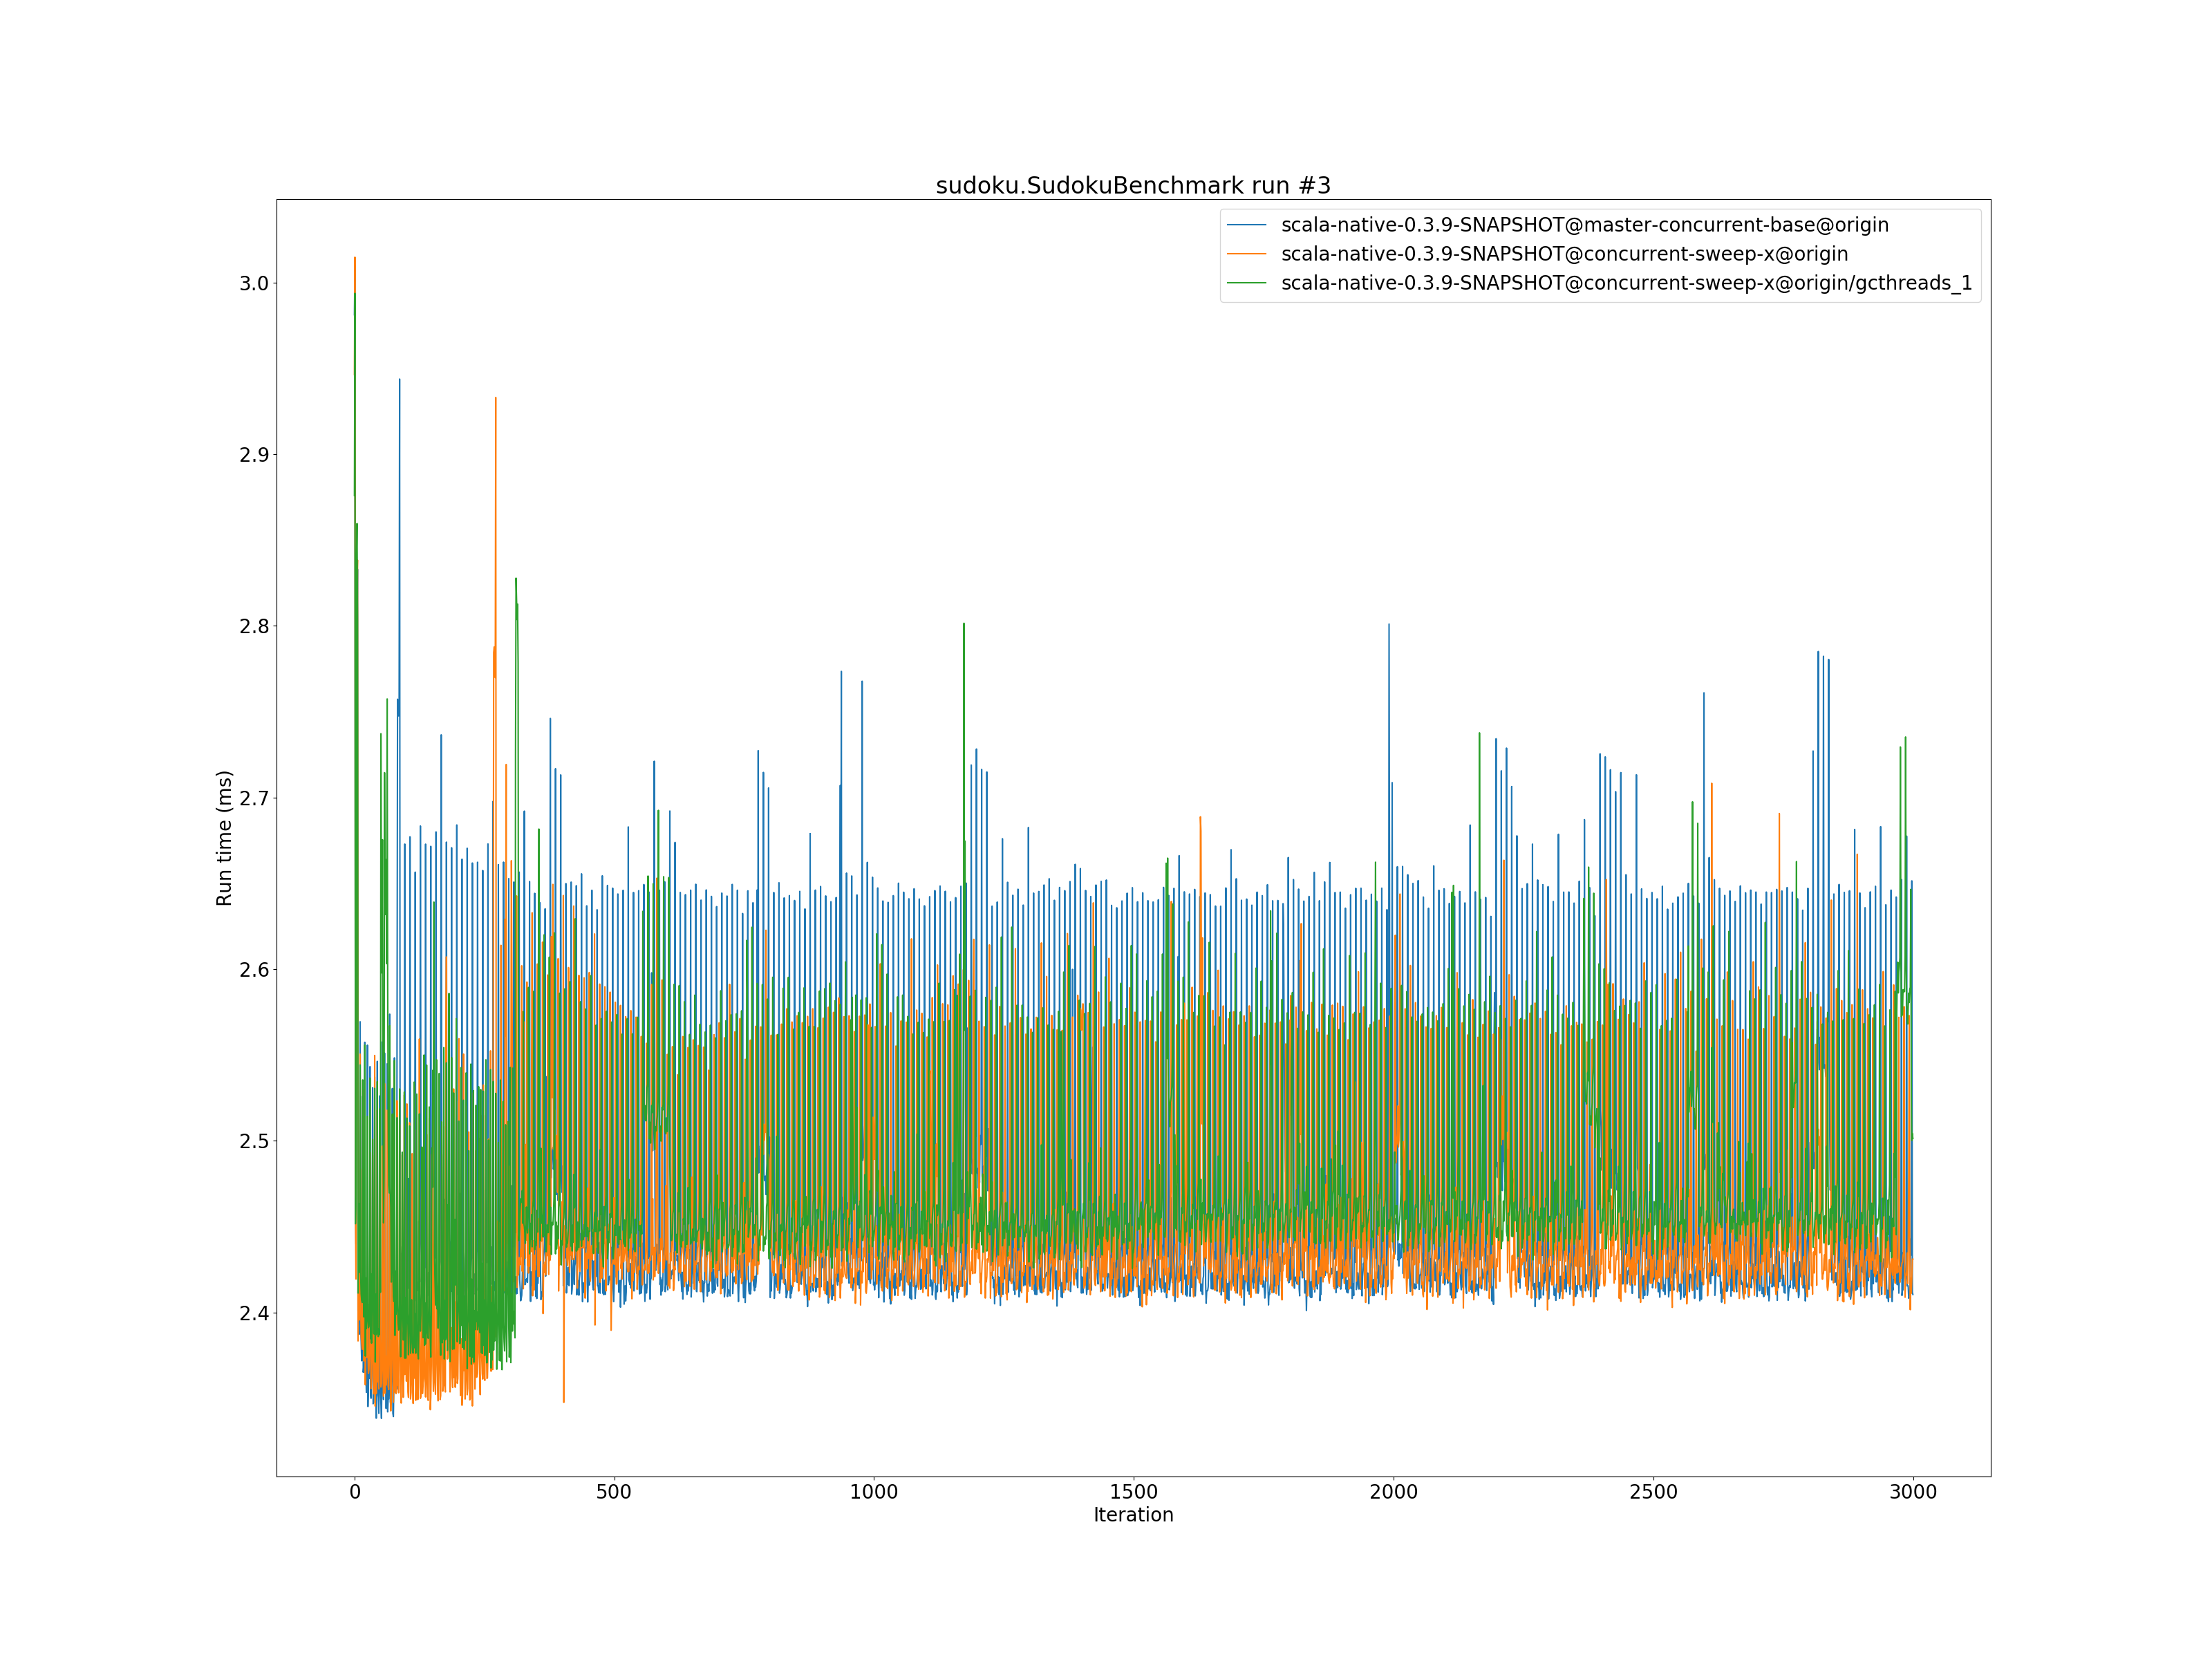 sudoku.SudokuBenchmark run #3
scala-native-0.3.9-SNAPSHOT@master-concurrent-base@origin
scala-native-0.3.9-SNAPSHOT@concurrent-sweep-x@origin
scala-native-0.3.9-SNAPSHOT@concurrent-sweep-x@origin/gcthreads_1
3.0
2.9
2.8
2.7
2.6
2.5
2.4
Run time (ms)
0 500 1000 1500 2000 2500 3000
Iteration